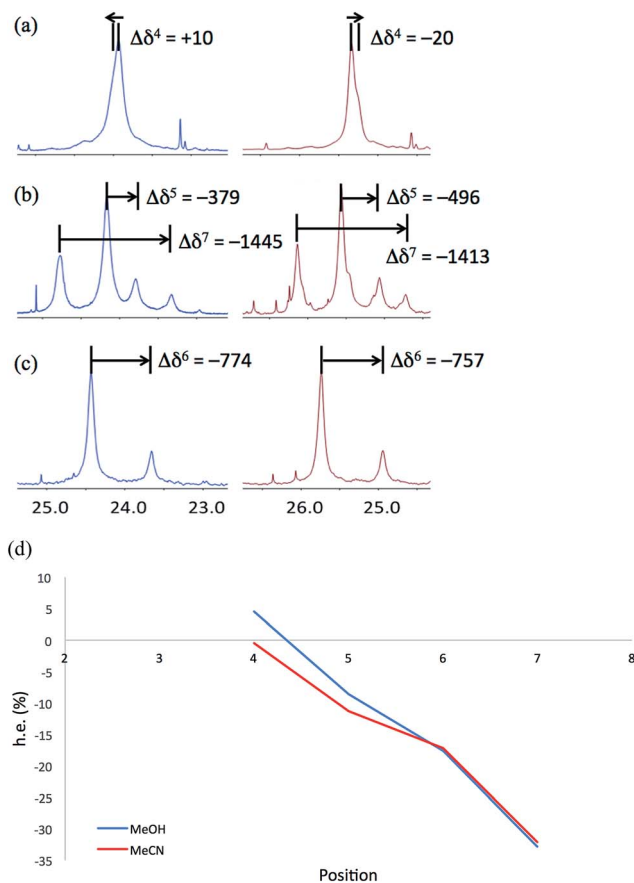 (a)
Δδ⁴ = +10
Δδ⁴ = –20
(b)
Δδ⁵ = –379
Δδ⁷ = –1445
Δδ⁵ = –496
Δδ⁷ = –1413
(c)
Δδ⁶ = –774
Δδ⁶ = –757
25.0 24.0 23.0
26.0 25.0
(d)
10
5
0
-5
-10
-15
-20
-25
-30
-35
2 3 4 5 6 7 8
h.e. (%)
MeOH
MeCN
Position